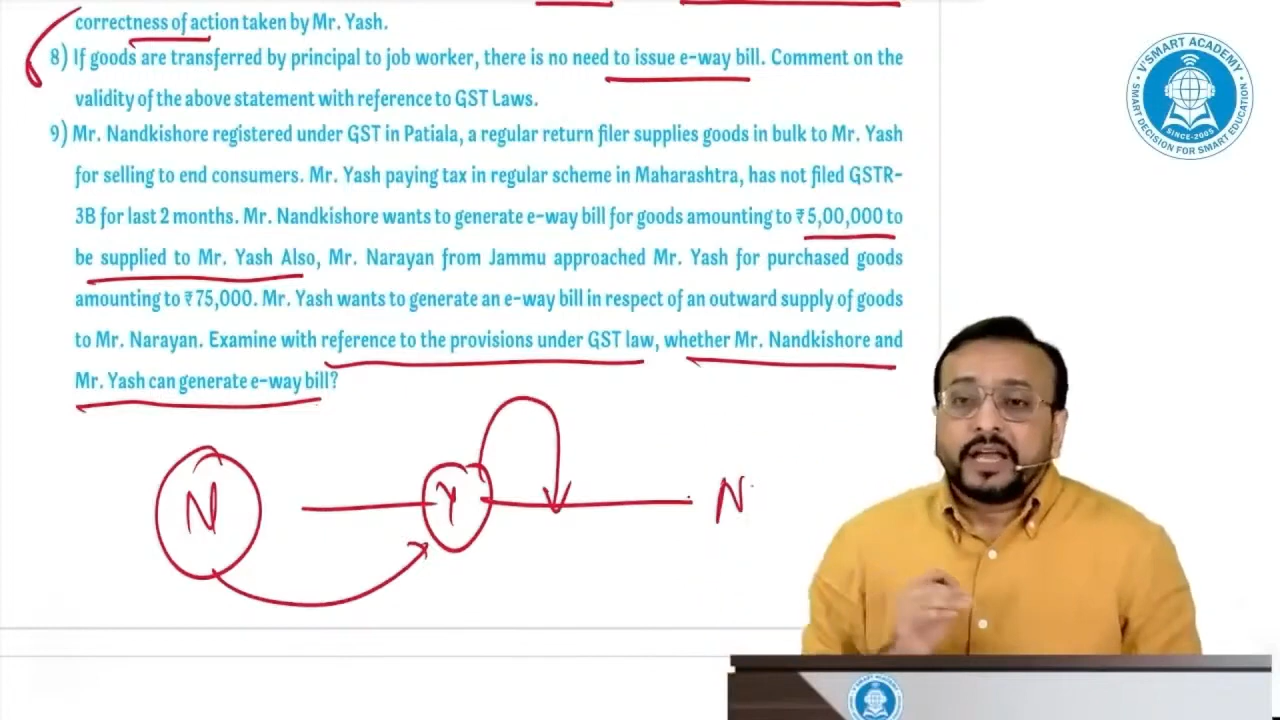 correctness of action taken by Mr. Yash.
8) If goods are transferred by principal to job worker, there is no need to issue e-way bill. Comment on the
validity of the above statement with reference to GST Laws.
9) Mr. Nandkishore registered under GST in Patiala, a regular return filer supplies goods in bulk to Mr. Yash
for selling to end consumers. Mr. Yash paying tax in regular scheme in Maharashtra, has not filed GSTR-
3B for last 2 months. Mr. Nandkishore wants to generate e-way bill for goods amounting to ₹5,00,000 to
be supplied to Mr. Yash Also, Mr. Narayan from Jammu approached Mr. Yash for purchased goods
amounting to ₹75,000. Mr. Yash wants to generate an e-way bill in respect of an outward supply of goods
to Mr. Narayan. Examine with reference to the provisions under GST law, whether Mr. Nandkishore and
Mr. Yash can generate e-way bill?
N Y N
V'SMART ACADEMY
SINCE-2005
SMART DECISION FOR SMART EDUCATION